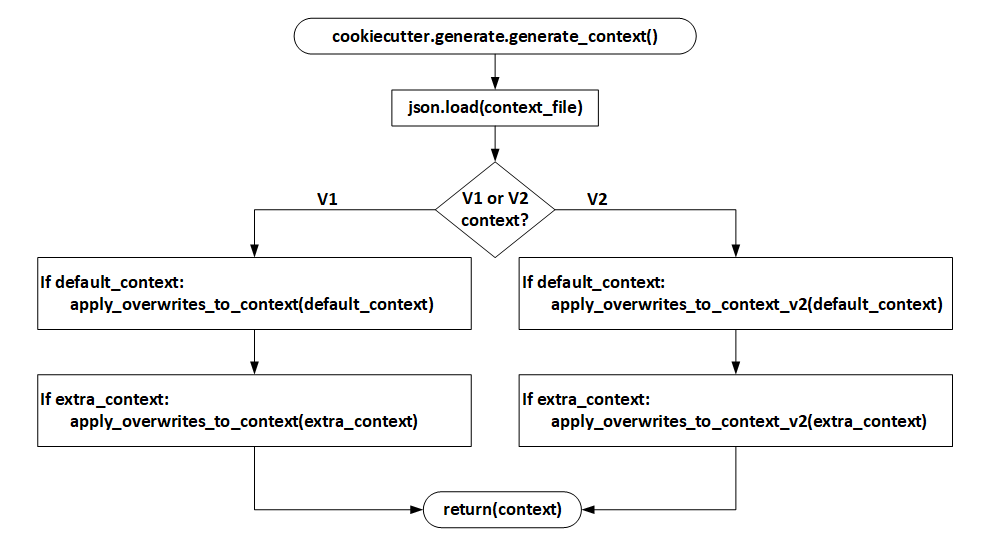 cookiecutter.generate.generate_context()
json.load(context_file)
V1 or V2
context?
V1
V2
If default_context:
apply_overwrites_to_context(default_context)
If default_context:
apply_overwrites_to_context_v2(default_context)
If extra_context:
apply_overwrites_to_context(extra_context)
If extra_context:
apply_overwrites_to_context_v2(extra_context)
return(context)